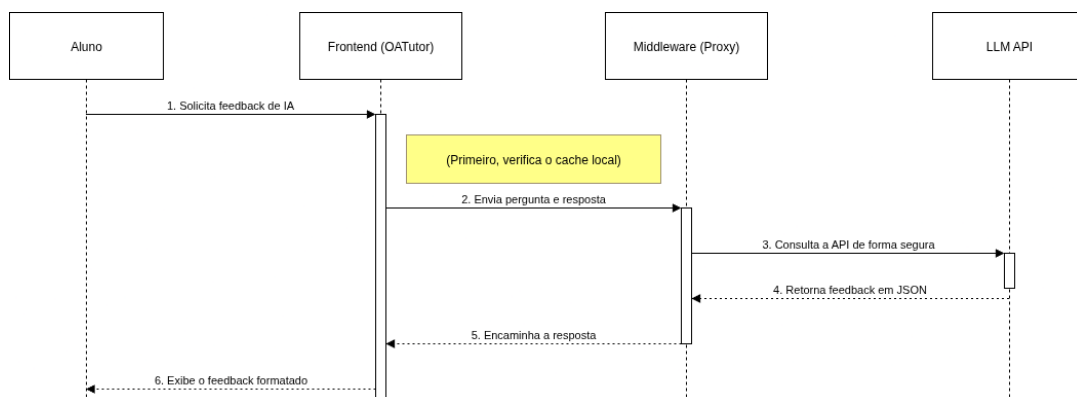 Aluno
Frontend (OATutor)
Middleware (Proxy)
LLM API
1. Solicita feedback de IA
(Primeiro, verifica o cache local)
2. Envia pergunta e resposta
3. Consulta a API de forma segura
4. Retorna feedback em JSON
5. Encaminha a resposta
6. Exibe o feedback formatado